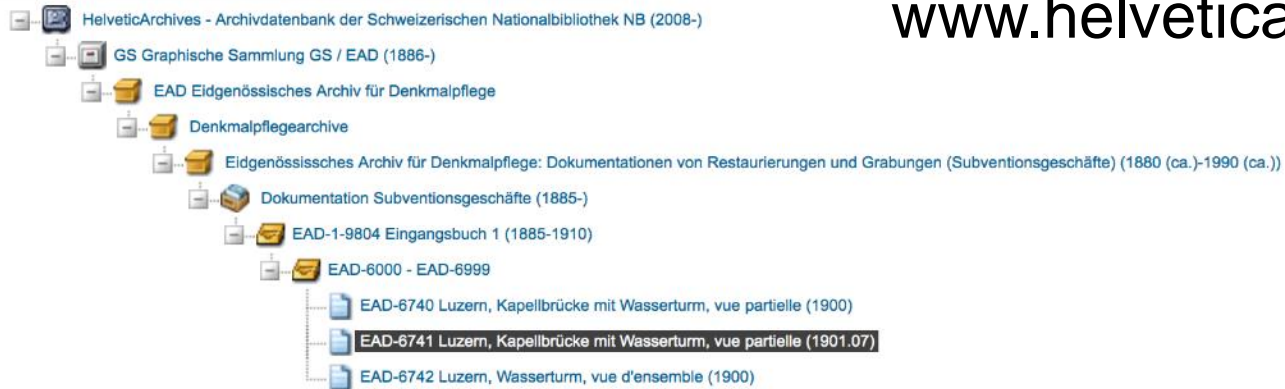 www.helvetica
HelveticArchives - Archivdatenbank der Schweizerischen Nationalbibliothek NB (2008-)
GS Graphische Sammlung GS / EAD (1886-)
EAD Eidgenössisches Archiv für Denkmalpflege
Denkmalpflegearchive
Eidgenössissches Archiv für Denkmalpflege: Dokumentationen von Restaurierungen und Grabungen (Subventionsgeschäfte) (1880 (ca.)-1990 (ca.))
Dokumentation Subventionsgeschäfte (1885-)
EAD-1-9804 Eingangsbuch 1 (1885-1910)
EAD-6000 - EAD-6999
EAD-6740 Luzern, Kapellbrücke mit Wasserturm, vue partielle (1900)
EAD-6741 Luzern, Kapellbrücke mit Wasserturm, vue partielle (1901.07)
EAD-6742 Luzern, Wasserturm, vue d'ensemble (1900)